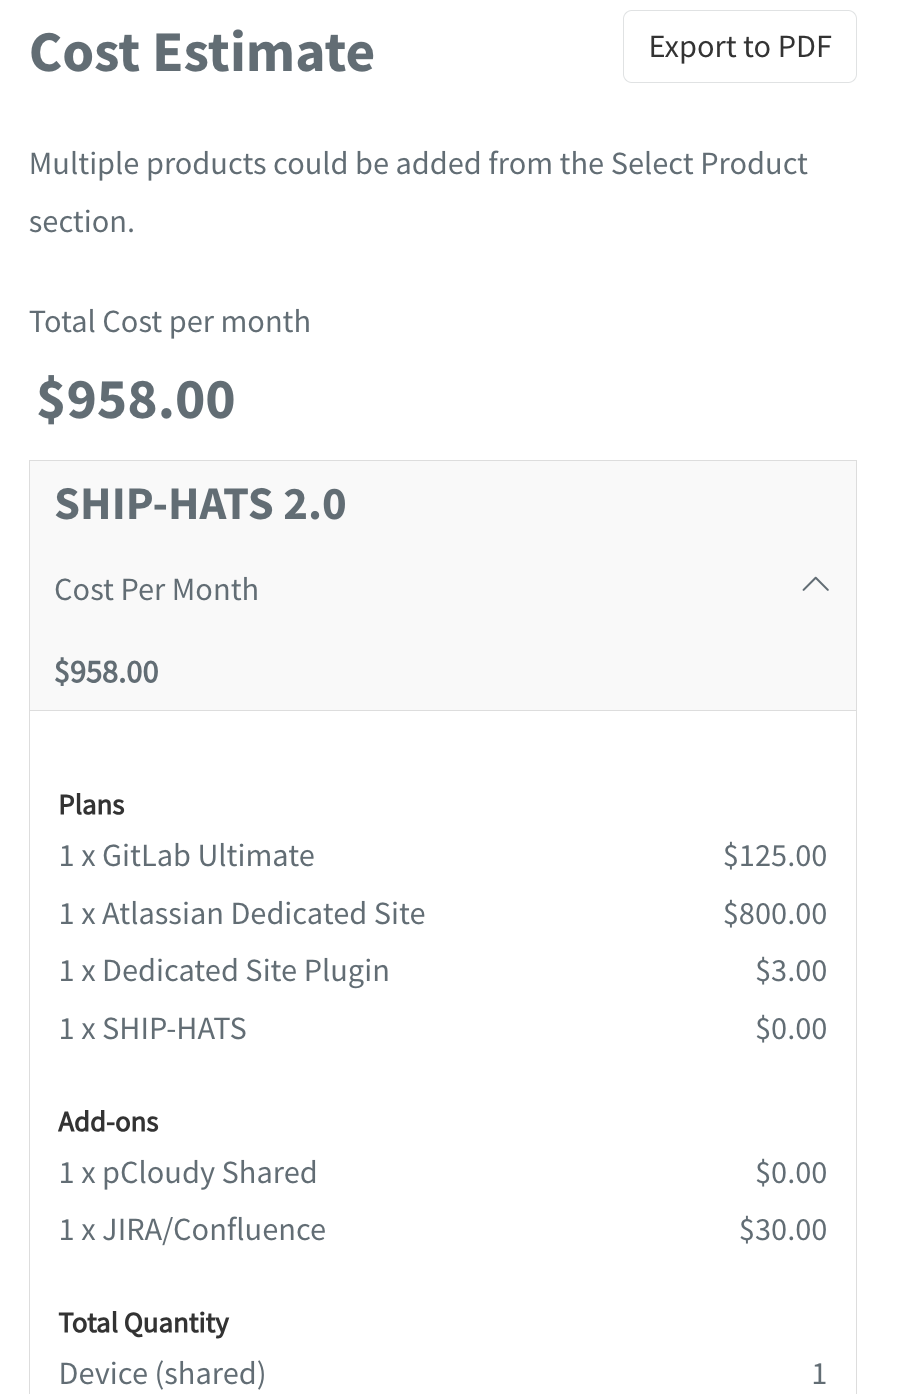 Cost Estimate
Export to PDF
Multiple products could be added from the Select Product
section.
Total Cost per month
$958.00
SHIP-HATS 2.0
Cost Per Month
$958.00
Plans
1 x GitLab Ultimate $125.00
1 x Atlassian Dedicated Site $800.00
1 x Dedicated Site Plugin $3.00
1 x SHIP-HATS $0.00
Add-ons
1 x pCloudy Shared $0.00
1 x JIRA/Confluence $30.00
Total Quantity
Device (shared) 1